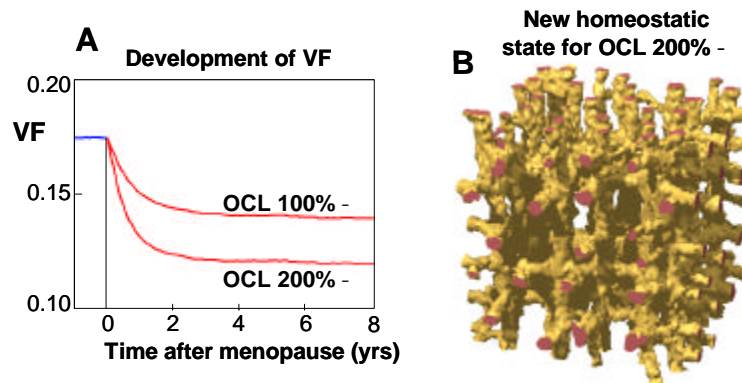 A
Development of VF
0.20
VF
0.15
0.10
OCL 100% -
OCL 200% -
0 2 4 6 8
Time after menopause (yrs)
New homeostatic
state for OCL 200% -
B